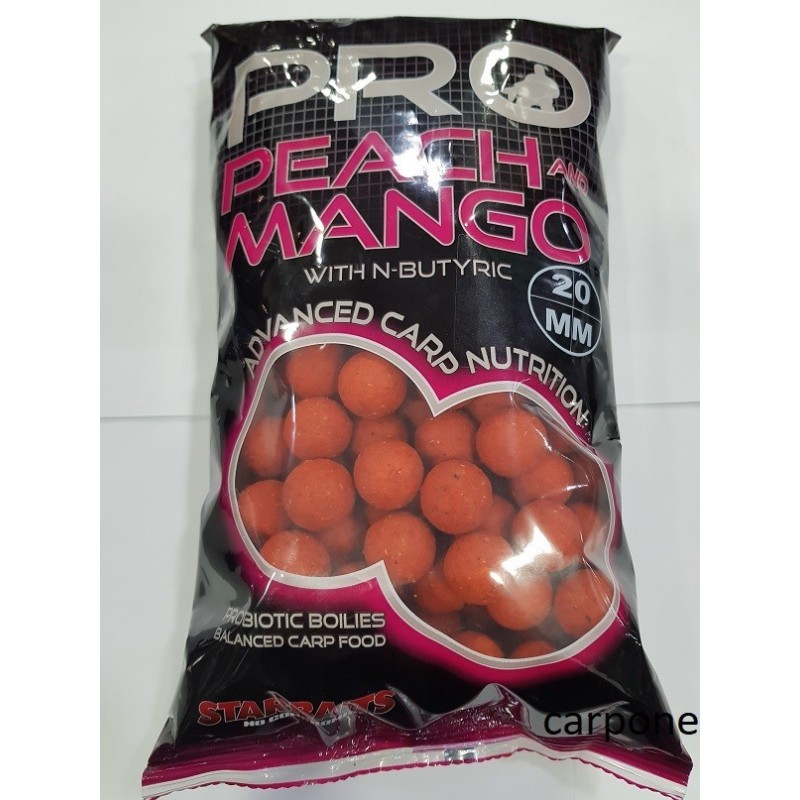 PRO
PEACH AND
MANGO
WITH N-BUTYRIC
20
MM
ADVANCED CARP NUTRITION
PROBIOTIC BOILIES
BALANCED CARP FOOD
STARBAITS
carpone